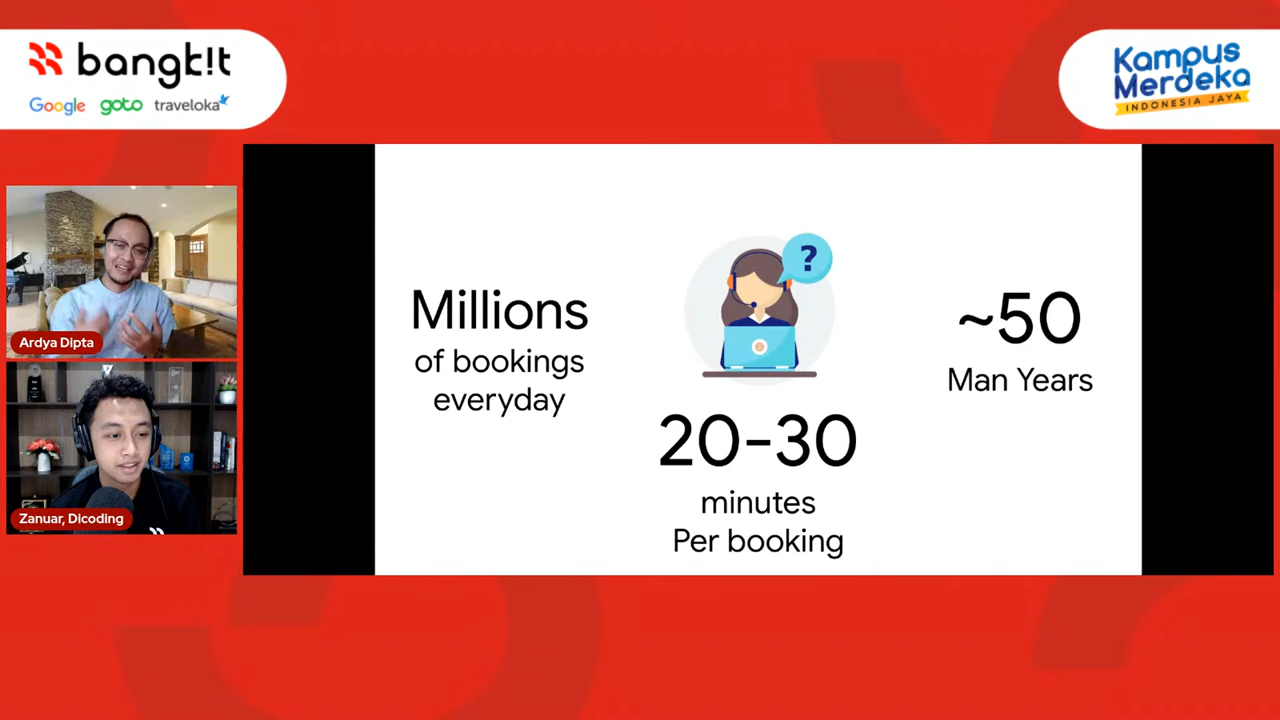 bangk!t
Google goto traveloka
Kampus
Merdeka
INDONESIA JAYA
Ardya Dipta
Zanuar, Dicoding
Millions
of bookings
everyday
?
20-30
minutes
Per booking
~50
Man Years